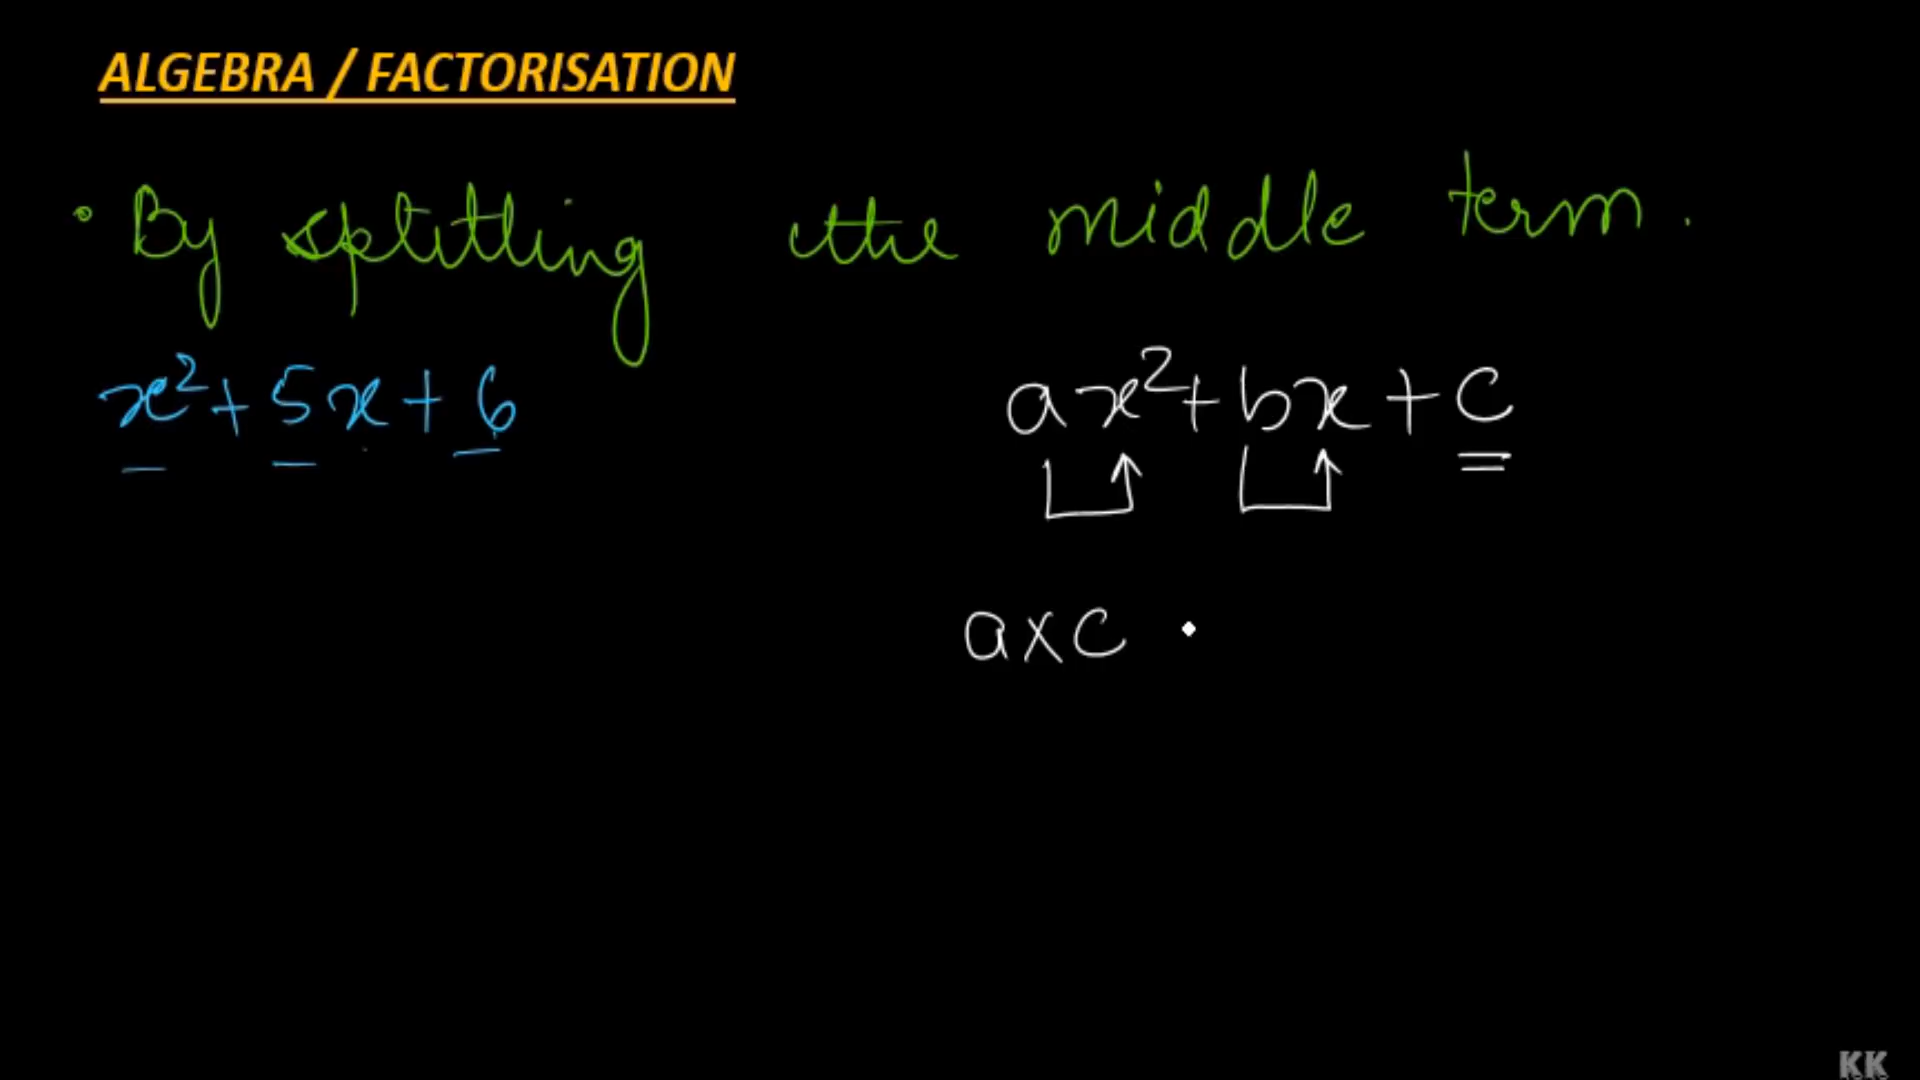 ALGEBRA / FACTORISATION
• By splitting the middle term.
x²+ 5x + 6
ax²+ bx + c
a×c
KK